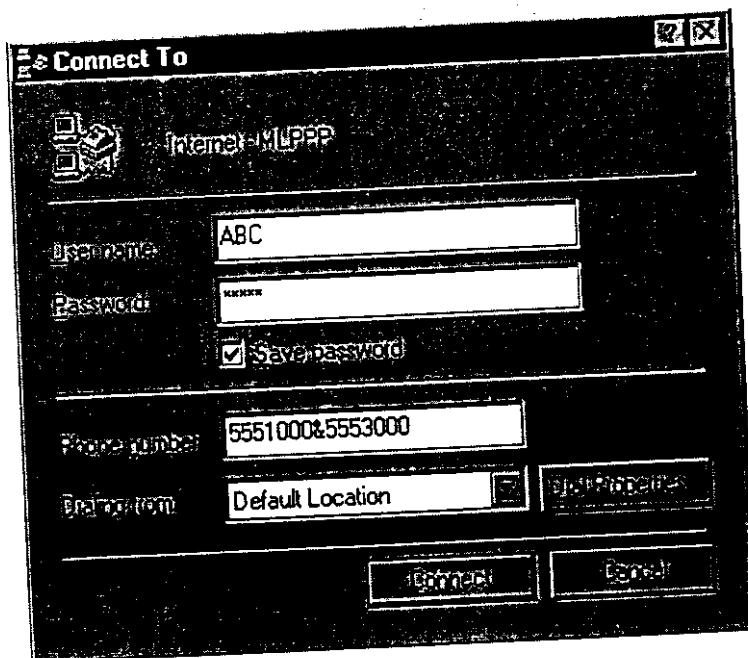 Connect To
Internet - MLPPP
User name:
ABC
Password:
*****
Save password
Phone number:
5551000&5553000
Dialing from:
Default Location
Dial Properties...
Connect
Cancel